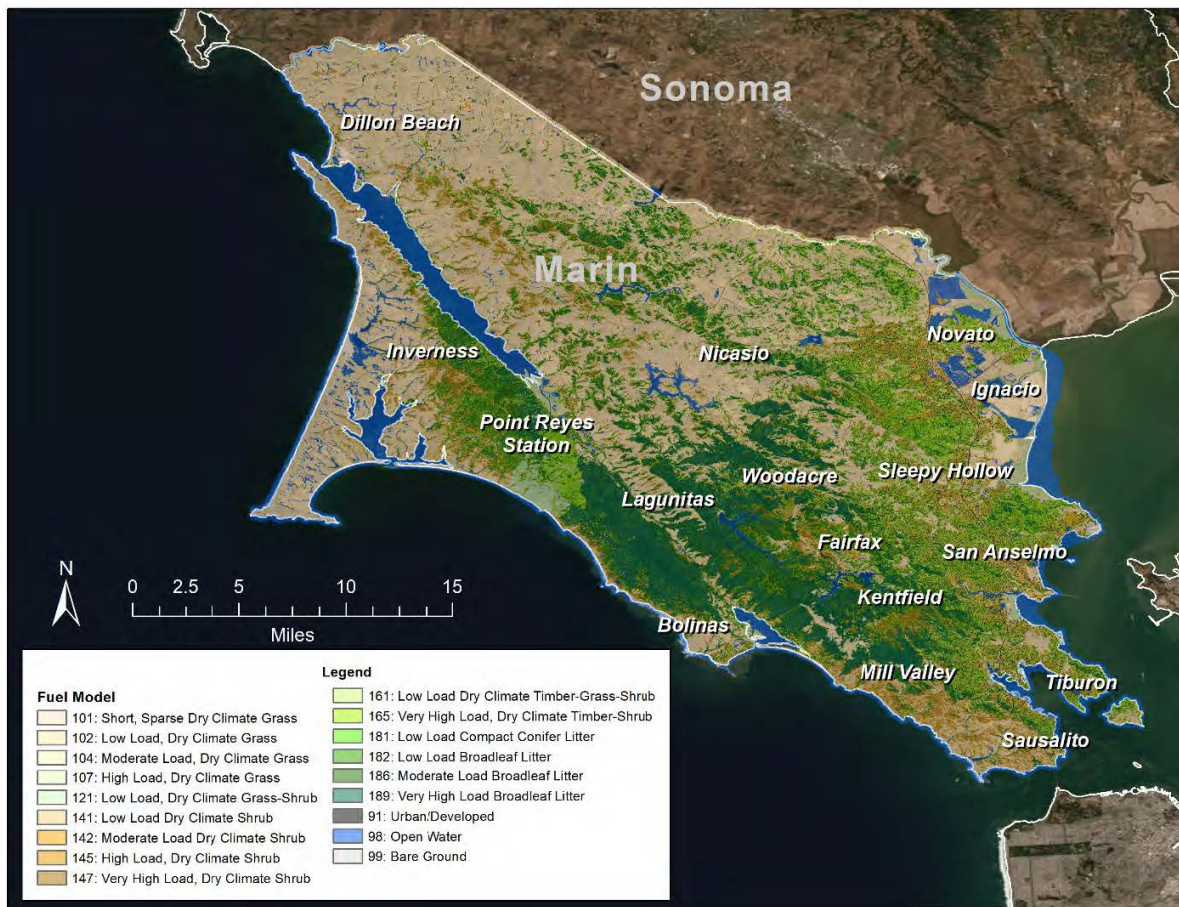 Sonoma
Dillon Beach
Marin
Novato
Nicasio
Inverness
Ignacio
Point Reyes
Station
Woodacre
Sleepy Hollow
Lagunitas
Fairfax
San Anselmo
N
0 2.5 5 10 15
Miles
Kentfield
Bolinas
Mill Valley
Tiburon
Sausalito
Legend
Fuel Model
101: Short, Sparse Dry Climate Grass
102: Low Load, Dry Climate Grass
104: Moderate Load, Dry Climate Grass
107: High Load, Dry Climate Grass
121: Low Load, Dry Climate Grass-Shrub
141: Low Load Dry Climate Shrub
142: Moderate Load Dry Climate Shrub
145: High Load, Dry Climate Shrub
147: Very High Load, Dry Climate Shrub
161: Low Load Dry Climate Timber-Grass-Shrub
165: Very High Load, Dry Climate Timber-Shrub
181: Low Load Compact Conifer Litter
182: Low Load Broadleaf Litter
186: Moderate Load Broadleaf Litter
189: Very High Load Broadleaf Litter
91: Urban/Developed
98: Open Water
99: Bare Ground